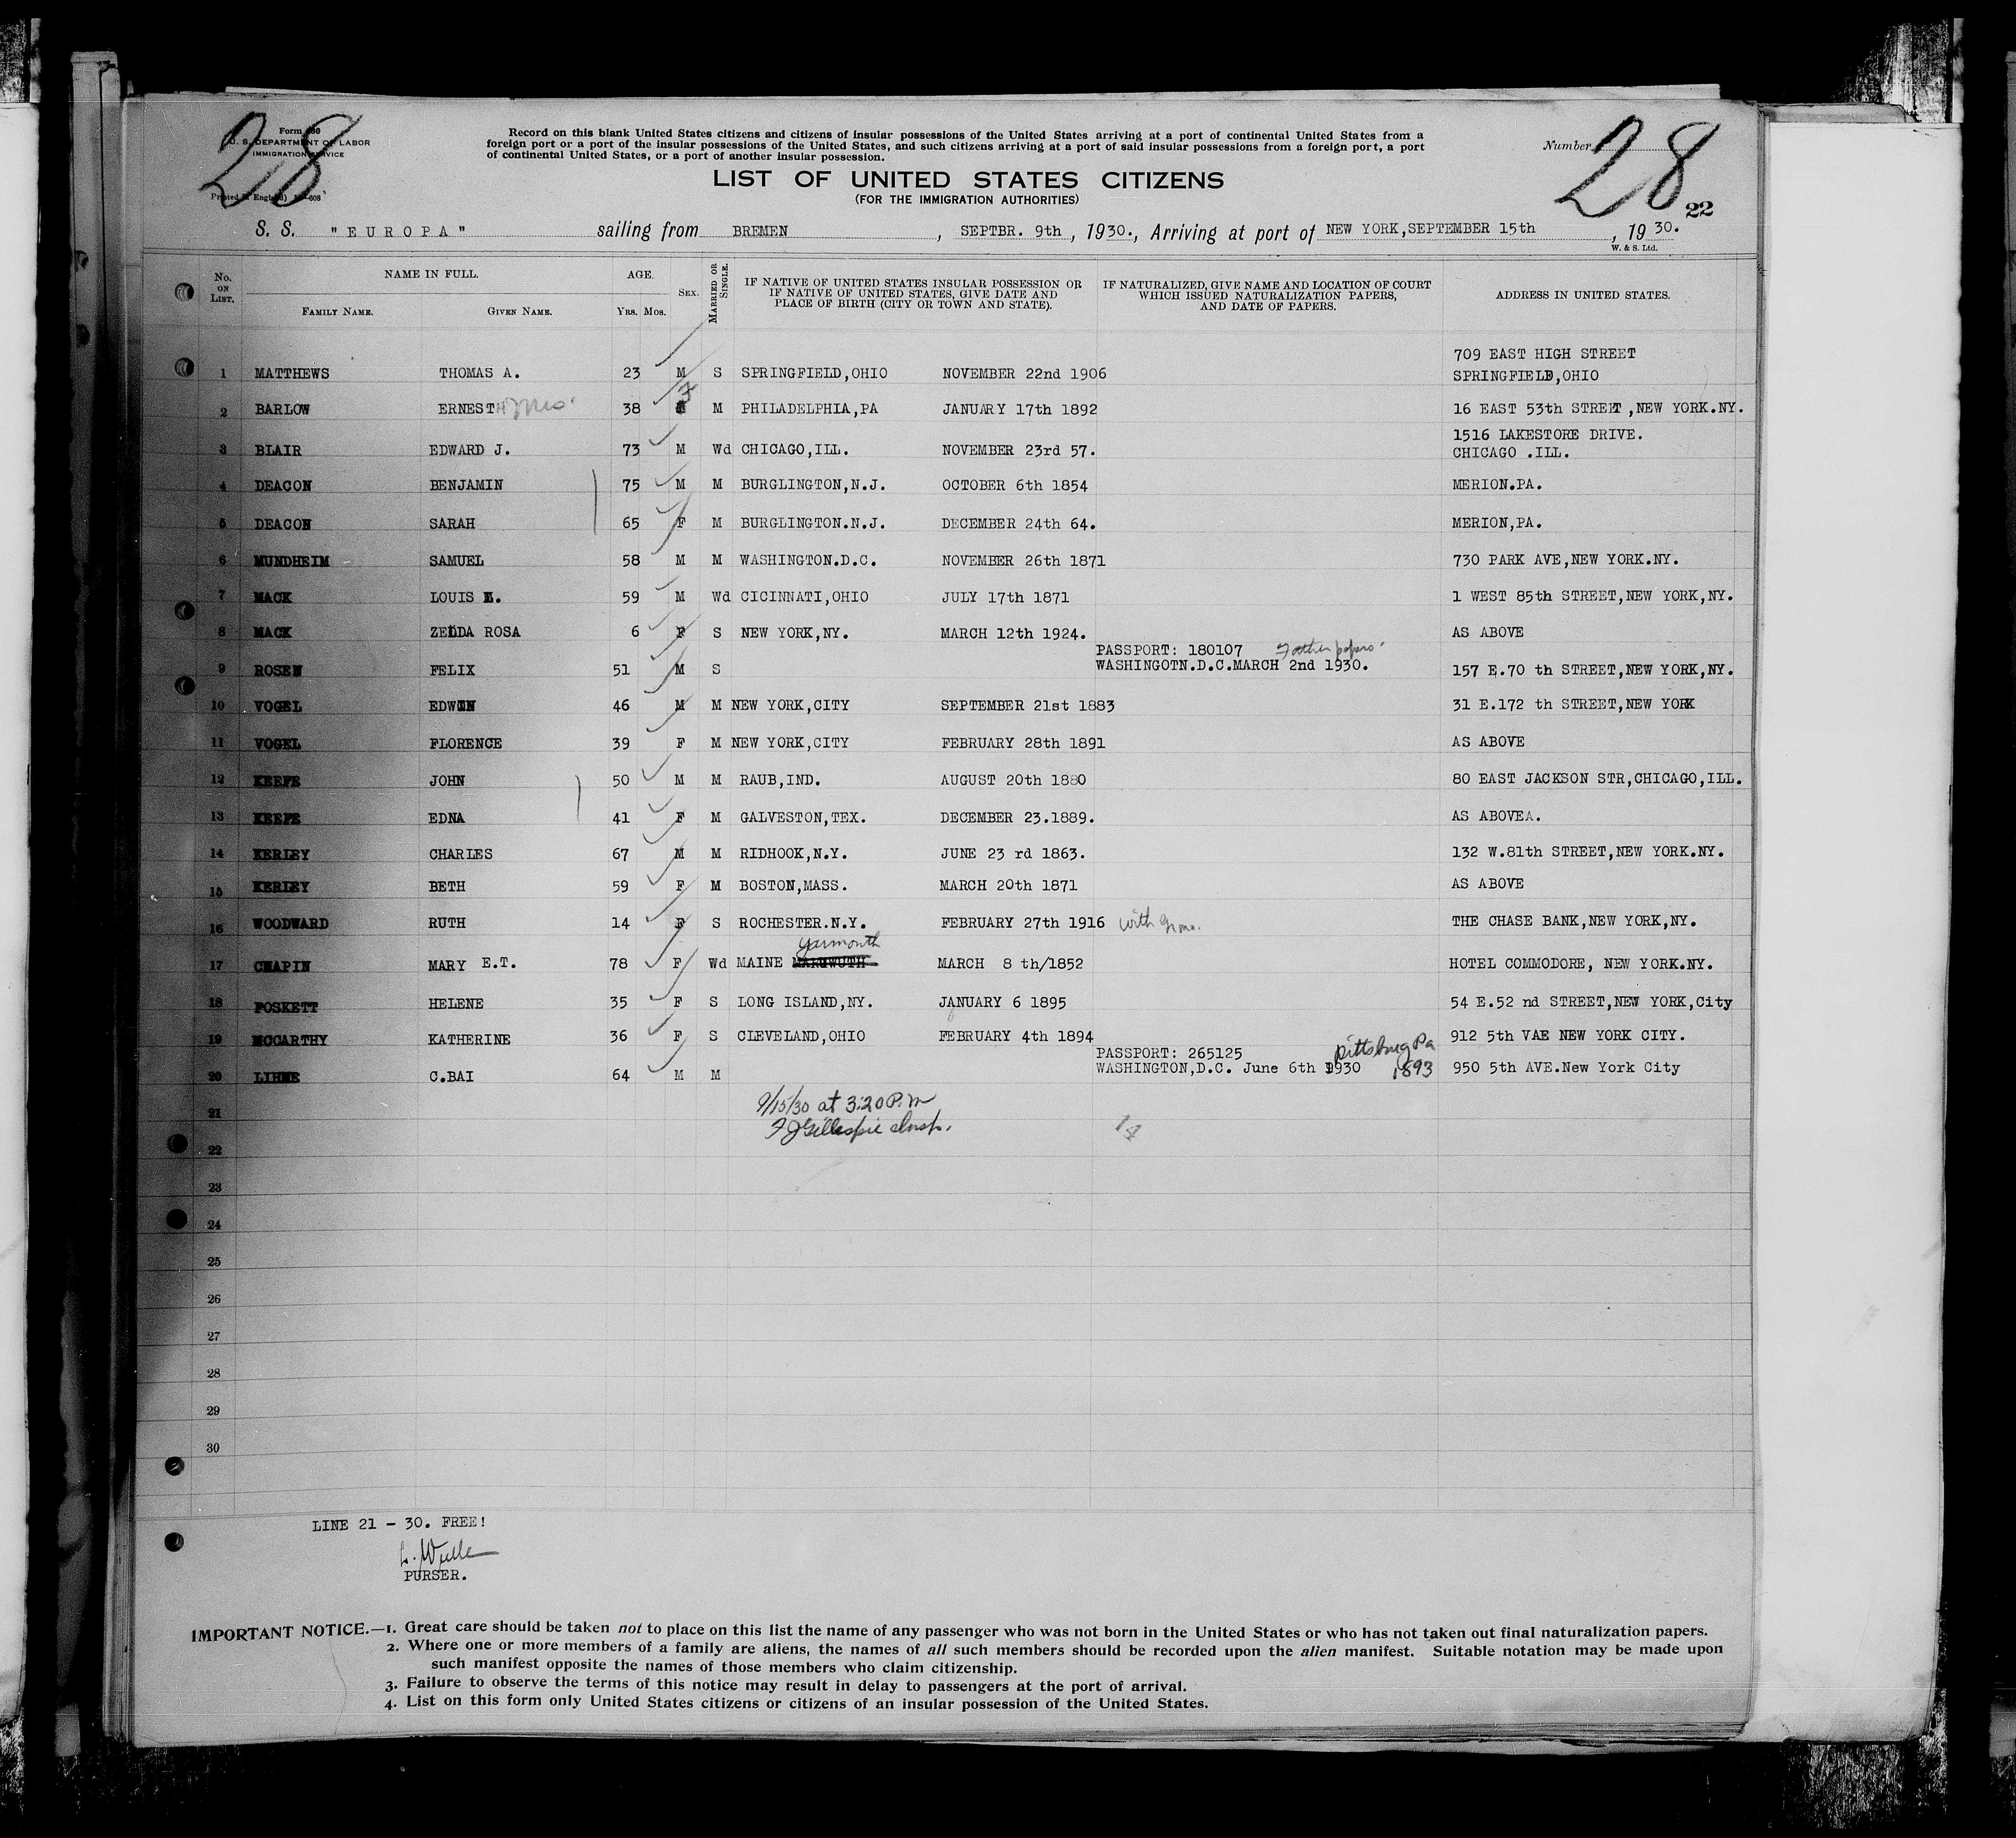 28
Form 630
U. S. DEPARTMENT OF LABOR
IMMIGRATION SERVICE
Record on this blank United States citizens and citizens of insular possessions of the United States arriving at a port of continental United States from a
foreign port or a port of the insular possessions of the United States, and such citizens arriving at a port of said insular possessions from a foreign port, a port
of continental United States, or a port of another insular possession.
Number 28
22
LIST OF UNITED STATES CITIZENS
(FOR THE IMMIGRATION AUTHORITIES)
S. S. "EUROPA" sailing from BREMEN, SEPTBR. 9th, 1930., Arriving at port of NEW YORK,SEPTEMBER 15th, 1930.
W. & S. Ltd.
No. ON LIST. NAME IN FULL. FAMILY NAME. GIVEN NAME. AGE. YRS. MOS. SEX. MARRIED OR SINGLE. IF NATIVE OF UNITED STATES INSULAR POSSESSION OR IF NATIVE OF UNITED STATES, GIVE DATE AND PLACE OF BIRTH (CITY OR TOWN AND STATE). IF NATURALIZED, GIVE NAME AND LOCATION OF COURT WHICH ISSUED NATURALIZATION PAPERS, AND DATE OF PAPERS. ADDRESS IN UNITED STATES.
709 EAST HIGH STREET
1 MATTHEWS THOMAS A. 23 M S SPRINGFIELD,OHIO NOVEMBER 22nd 1906 SPRINGFIELD,OHIO
2 BARLOW ERNEST Mrs. 38 F M PHILADELPHIA,PA JANUARY 17th 1892 16 EAST 53th STREET,NEW YORK.NY.
1516 LAKESTORE DRIVE.
3 BLAIR EDWARD J. 73 M Wd CHICAGO,ILL. NOVEMBER 23rd 57. CHICAGO .ILL.
4 DEACON BENJAMIN 75 M M BURGLINGTON,N.J. OCTOBER 6th 1854 MERION.PA.
5 DEACON SARAH 65 F M BURGLINGTON.N.J. DECEMBER 24th 64. MERION,PA.
6 MUNDHEIM SAMUEL 58 M M WASHINGTON.D.C. NOVEMBER 26th 1871 730 PARK AVE,NEW YORK.NY.
7 MACK LOUIS 59 M Wd CICINNATI,OHIO JULY 17th 1871 1 WEST 85th STREET,NEW YORK,NY.
8 MACK ZELDA ROSA 6 F S NEW YORK,NY. MARCH 12th 1924. AS ABOVE
PASSPORT: 180107 Father papers.
9 ROSEN FELIX 51 M S WASHINGOTN.D.C.MARCH 2nd 1930. 157 E.70 th STREET,NEW YORK,NY.
10 VOGEL EDWIN 46 M M NEW YORK,CITY SEPTEMBER 21st 1883 31 E.172 th STREET,NEW YORK
11 VOGEL FLORENCE 39 F M NEW YORK,CITY FEBRUARY 28th 1891 AS ABOVE
12 KEEFE JOHN 50 M M RAUB,IND. AUGUST 20th 1880 80 EAST JACKSON STR,CHICAGO,ILL.
13 KEEFE EDNA 41 F M GALVESTON,TEX. DECEMBER 23.1889. AS ABOVEA.
14 KERLEY CHARLES 67 M M RIDHOOK,N.Y. JUNE 23 rd 1863. 132 W.81th STREET,NEW YORK.NY.
15 KERLEY BETH 59 F M BOSTON,MASS. MARCH 20th 1871 AS ABOVE
16 WOODWARD RUTH 14 F S ROCHESTER.N.Y. FEBRUARY 27th 1916 with THE CHASE BANK,NEW YORK,NY.
Yarmouth
17 CHAPIN MARY E.T. 78 F Wd MAINE MARCH 8 th/1852 HOTEL COMMODORE, NEW YORK.NY.
18 POSKETT HELENE 35 F S LONG ISLAND,NY. JANUARY 6 1895 54 E.52 nd STREET,NEW YORK,City
19 MCCARTHY KATHERINE 36 F S CLEVELAND,OHIO FEBRUARY 4th 1894 912 5th VAE NEW YORK CITY.
PASSPORT: 265125 Pittsburg Pa
20 LIHME C.BAI 64 M M WASHINGTON,D.C. June 6th 1930 1893 950 5th AVE.New York City
9/15/30 at 3:20 P.m
21
F J Gillespie Insp.
22
23
24
25
26
27
28
29
30
LINE 21 - 30. FREE!
PURSER.
IMPORTANT NOTICE.—1. Great care should be taken not to place on this list the name of any passenger who was not born in the United States or who has not taken out final naturalization papers.
2. Where one or more members of a family are aliens, the names of all such members should be recorded upon the alien manifest. Suitable notation may be made upon
such manifest opposite the names of those members who claim citizenship.
3. Failure to observe the terms of this notice may result in delay to passengers at the port of arrival.
4. List on this form only United States citizens or citizens of an insular possession of the United States.